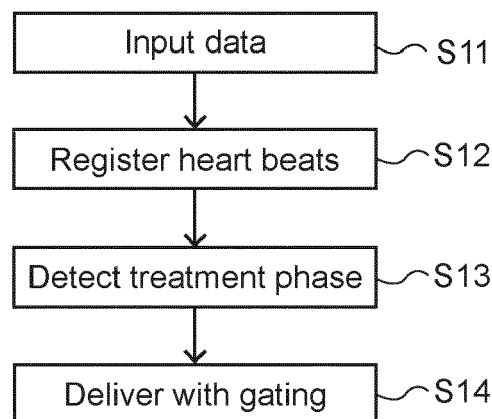 Input data S11
Register heart beats S12
Detect treatment phase S13
Deliver with gating S14